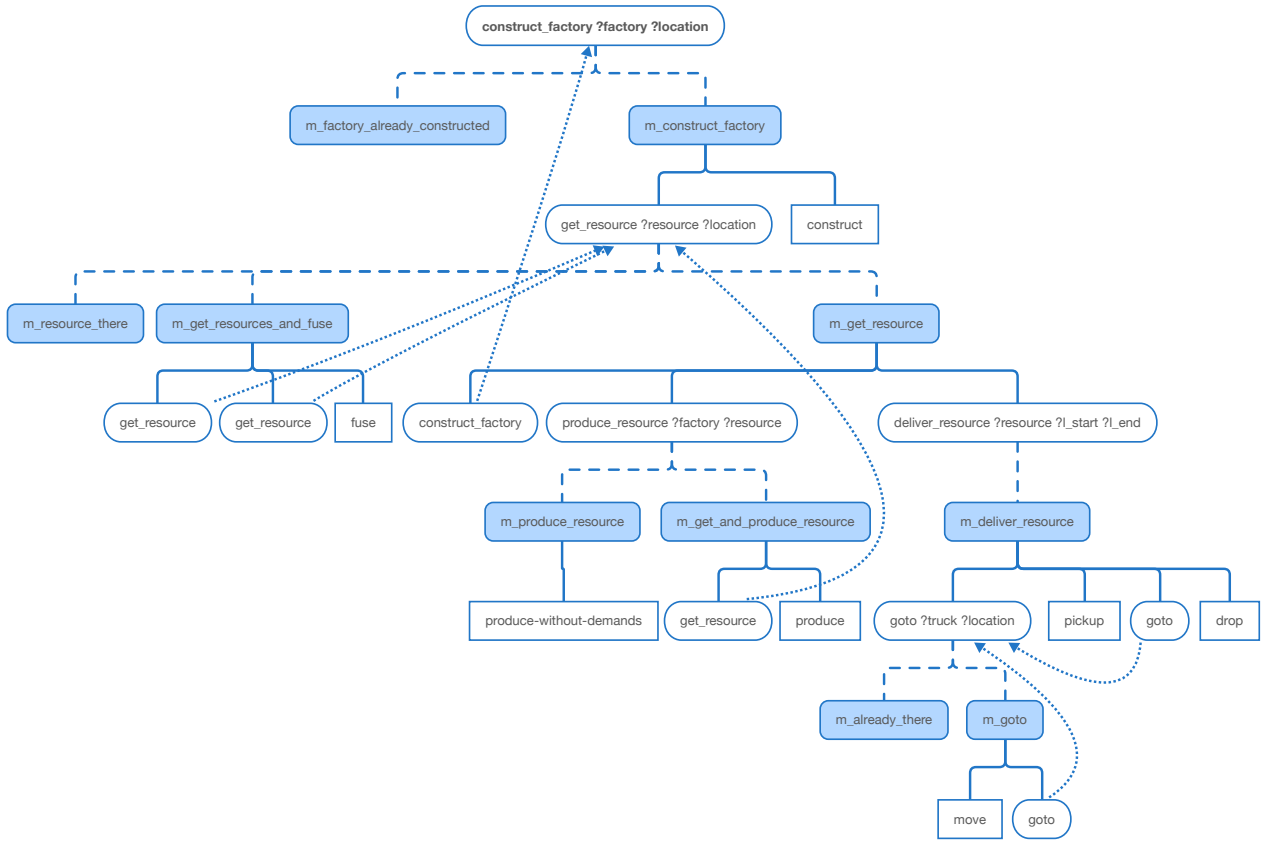 construct_factory ?factory ?location
m_factory_already_constructed
m_construct_factory
get_resource ?resource ?location
construct
m_resource_there
m_get_resources_and_fuse
m_get_resource
get_resource
get_resource
fuse
construct_factory
produce_resource ?factory ?resource
deliver_resource ?resource ?l_start ?l_end
m_produce_resource
m_get_and_produce_resource
m_deliver_resource
produce-without-demands
get_resource
produce
goto ?truck ?location
pickup
goto
drop
m_already_there
m_goto
move
goto